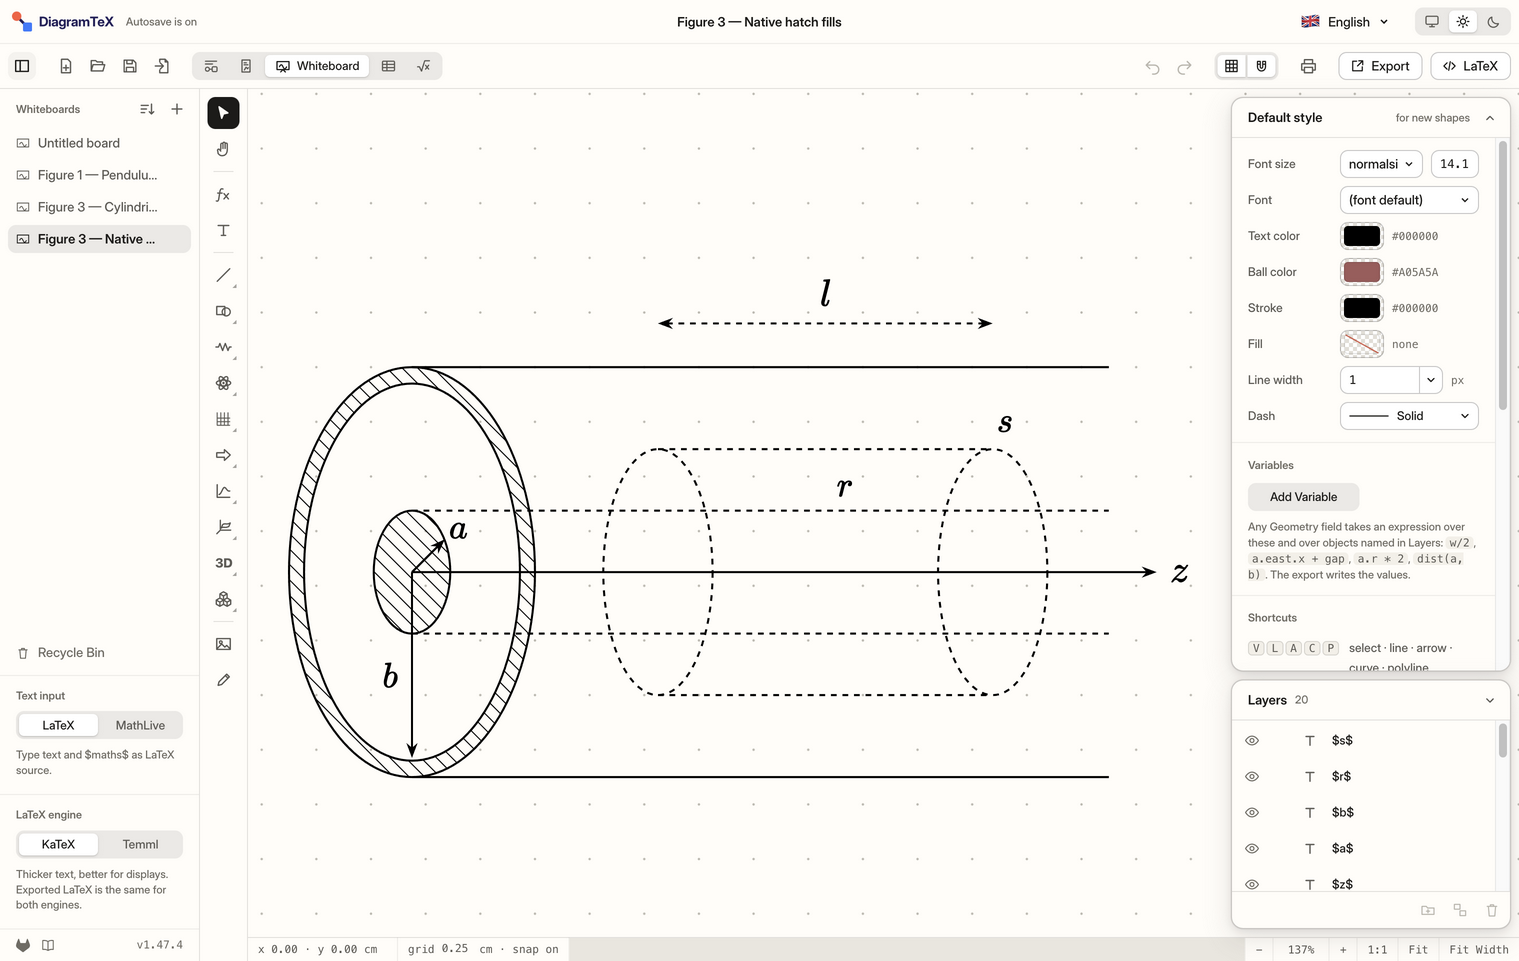 DiagramTeX
Autosave is on
Figure 3 — Native hatch fills
English
Whiteboard
Export
LaTeX
Whiteboards
Untitled board
Figure 1 — Pendulu...
Figure 3 — Cylindri...
Figure 3 — Native ...
Recycle Bin
Text input
LaTeX
MathLive
Type text and $maths$ as LaTeX
source.
LaTeX engine
KaTeX
Temml
Thicker text, better for displays.
Exported LaTeX is the same for
both engines.
v1.47.4
fx
T
3D
l
s
r
a
z
b
Default style
for new shapes
Font size
normalsi
14.1
Font
(font default)
Text color
#000000
Ball color
#A05A5A
Stroke
#000000
Fill
none
Line width
1
px
Dash
Solid
Variables
Add Variable
Any Geometry field takes an expression over
these and over objects named in Layers: w/2,
a.east.x + gap, a.r * 2, dist(a,
b). The export writes the values.
Shortcuts
V L A C P select · line · arrow ·
curve · polyline
Layers 20
T $s$
T $r$
T $b$
T $a$
T $z$
x 0.00 · y 0.00 cm
grid 0.25 cm · snap on
− 137% + 1:1 Fit Fit Width